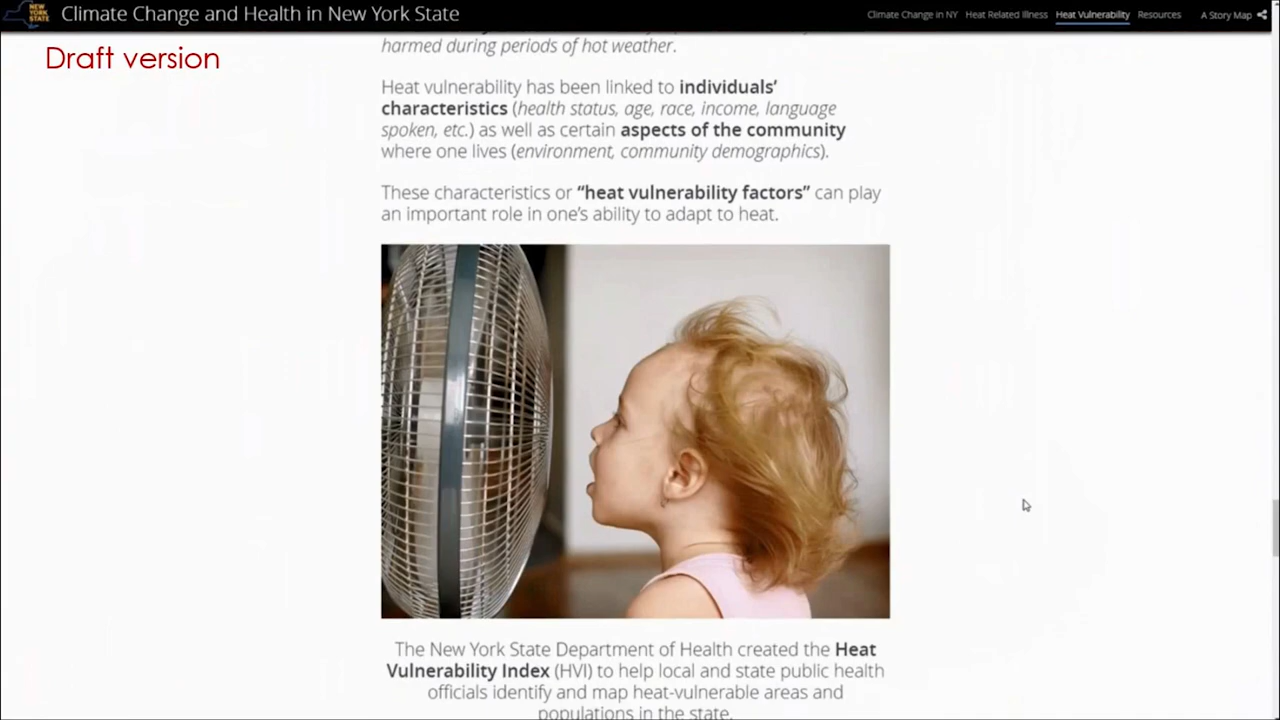 NEW YORK STATE
Climate Change and Health in New York State
Climate Change in NY Heat Related Illness Heat Vulnerability Resources A Story Map
Draft version
harmed during periods of hot weather.
Heat vulnerability has been linked to individuals’
characteristics (health status, age, race, income, language
spoken, etc.) as well as certain aspects of the community
where one lives (environment, community demographics).
These characteristics or “heat vulnerability factors” can play
an important role in one’s ability to adapt to heat.
The New York State Department of Health created the Heat
Vulnerability Index (HVI) to help local and state public health
officials identify and map heat-vulnerable areas and
populations in the state.